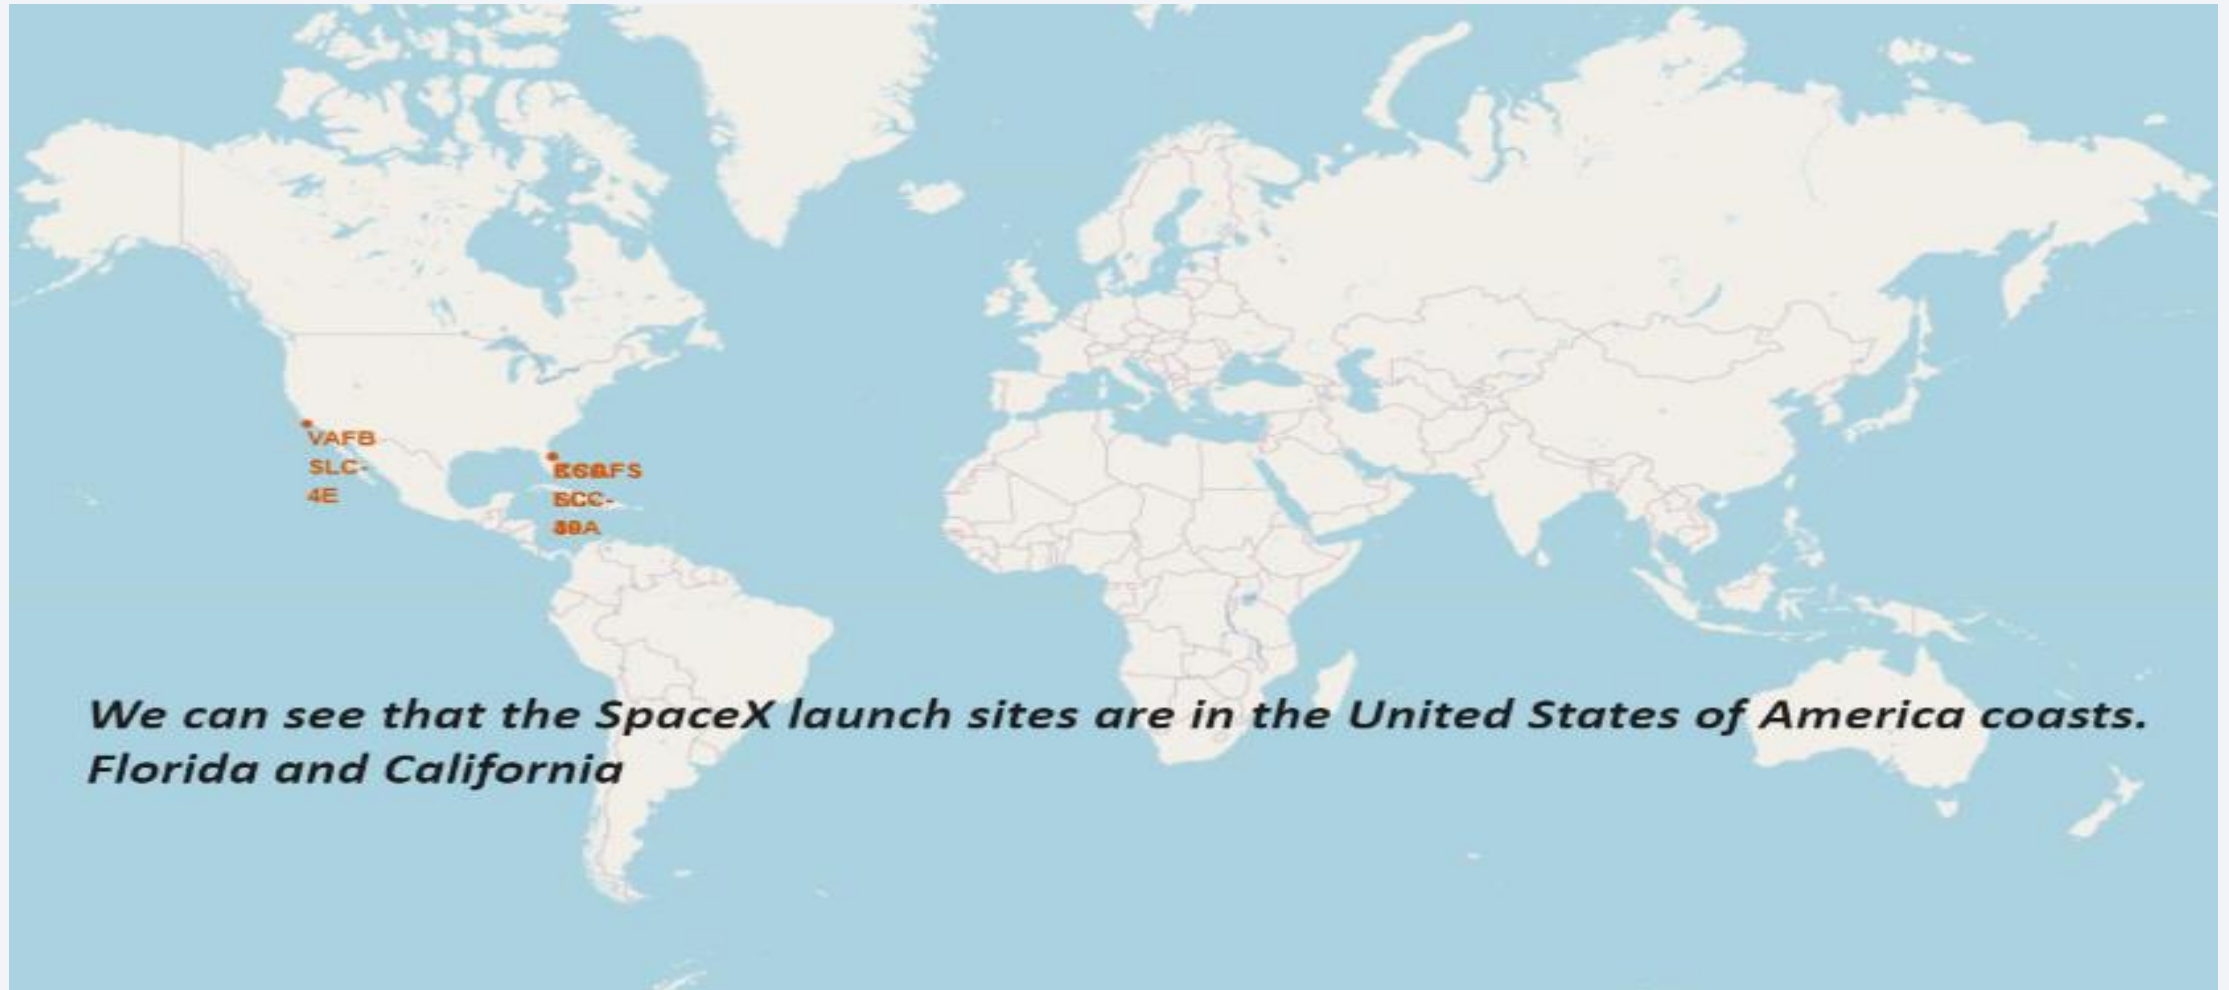 VAFB
SLC-
4E
We can see that the SpaceX launch sites are in the United States of America coasts.
Florida and California